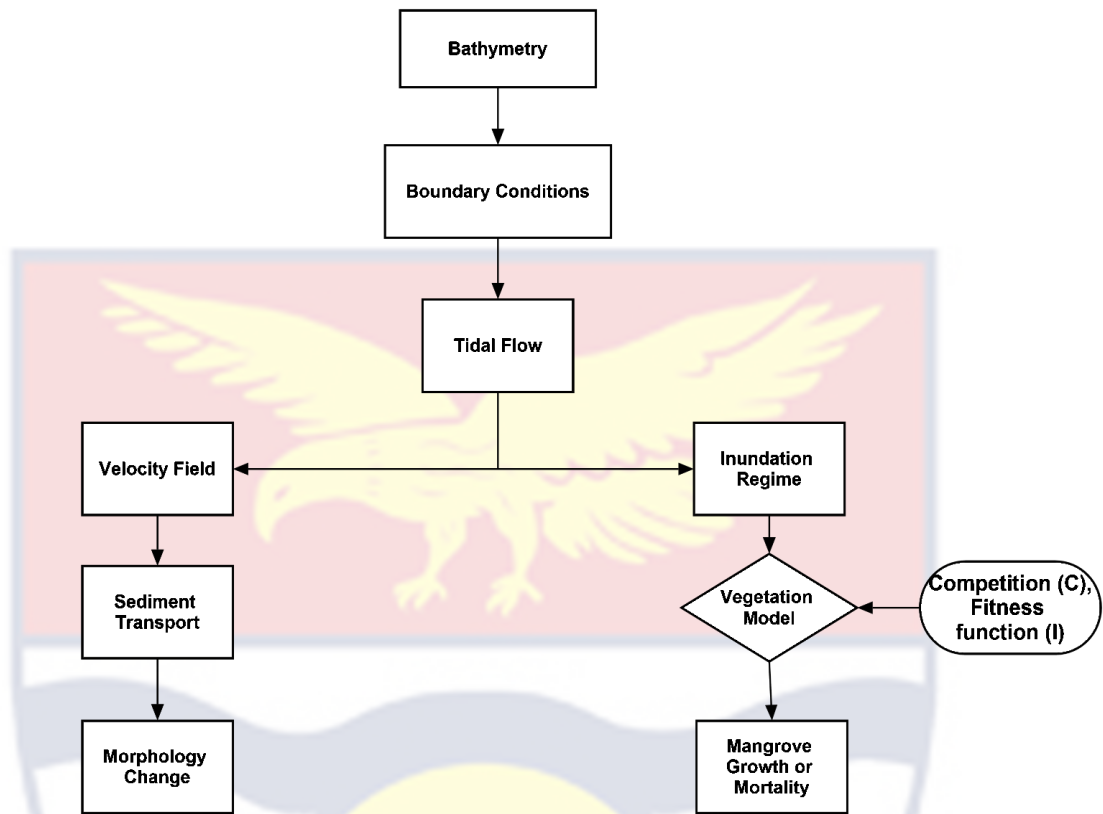 Bathymetry
Boundary Conditions
Tidal Flow
Velocity Field
Inundation
Regime
Sediment
Transport
Vegetation
Model
Competition (C),
Fitness
function (I)
Morphology
Change
Mangrove
Growth or
Mortality